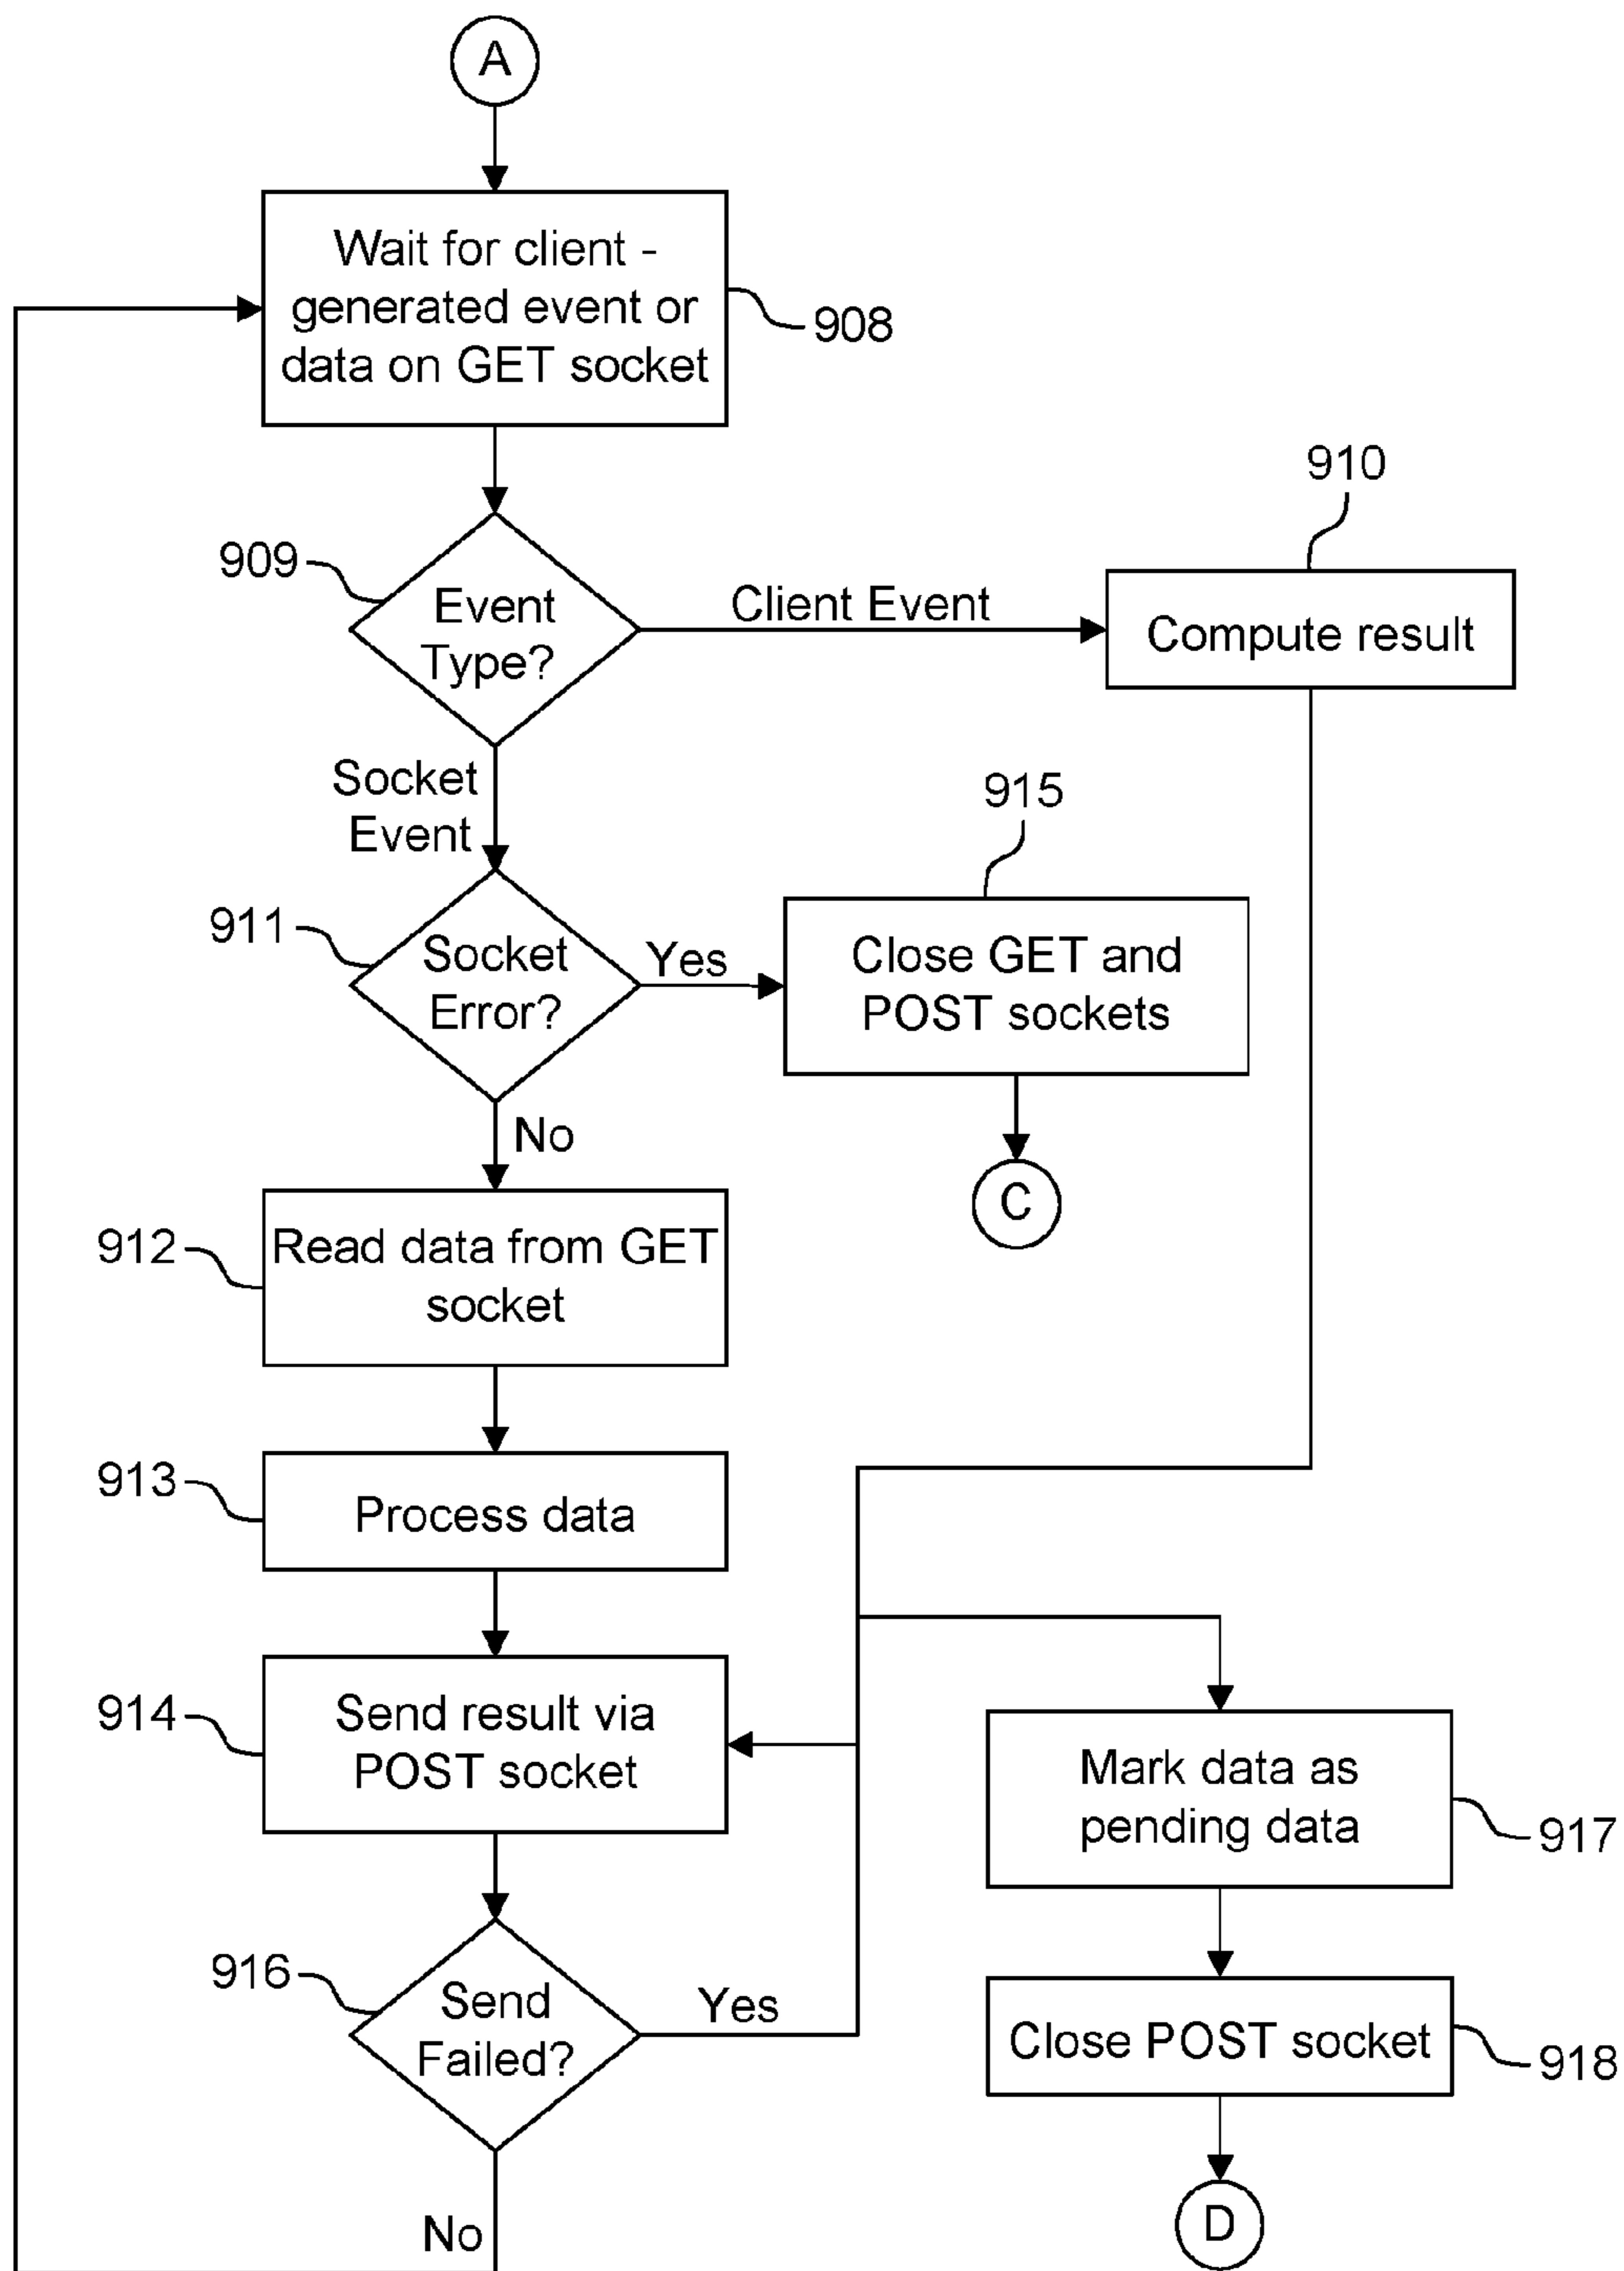 A
Wait for client -
generated event or
data on GET socket
908
910
909
Event
Type?
Client Event
Compute result
Socket
Event
915
911
Socket
Error?
Yes
Close GET and
POST sockets
No
C
912
Read data from GET
socket
913
Process data
914
Send result via
POST socket
Mark data as
pending data
917
916
Send
Failed?
Yes
Close POST socket
918
No
D